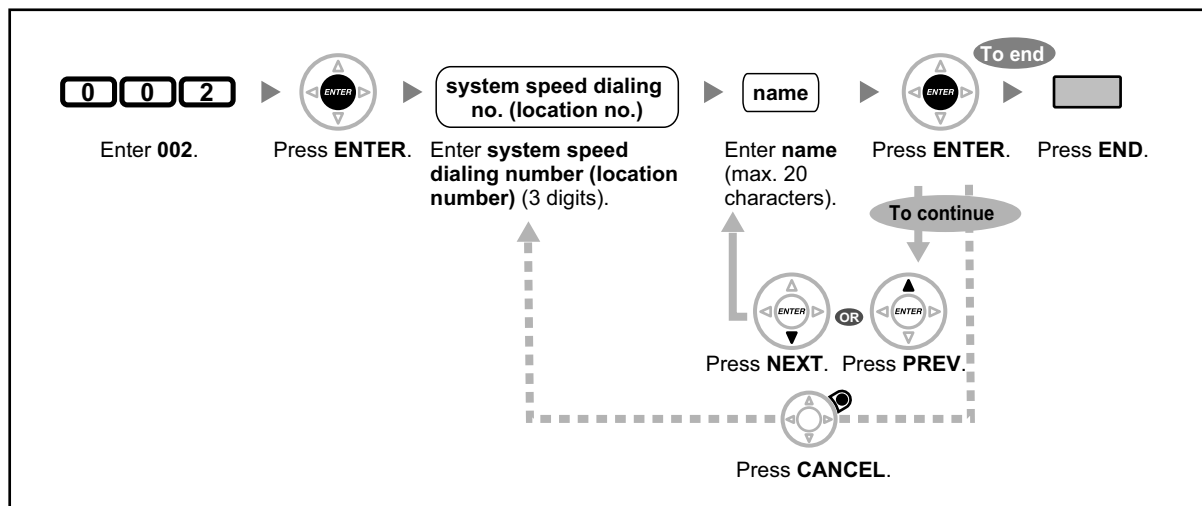 To end
0 0 2
ENTER
system speed dialing
no. (location no.)
name
ENTER
Enter 002.
Press ENTER.
Enter system speed
dialing number (location
number) (3 digits).
Enter name
(max. 20
characters).
Press ENTER.
Press END.
To continue
ENTER
OR
ENTER
Press NEXT.
Press PREV.
Press CANCEL.